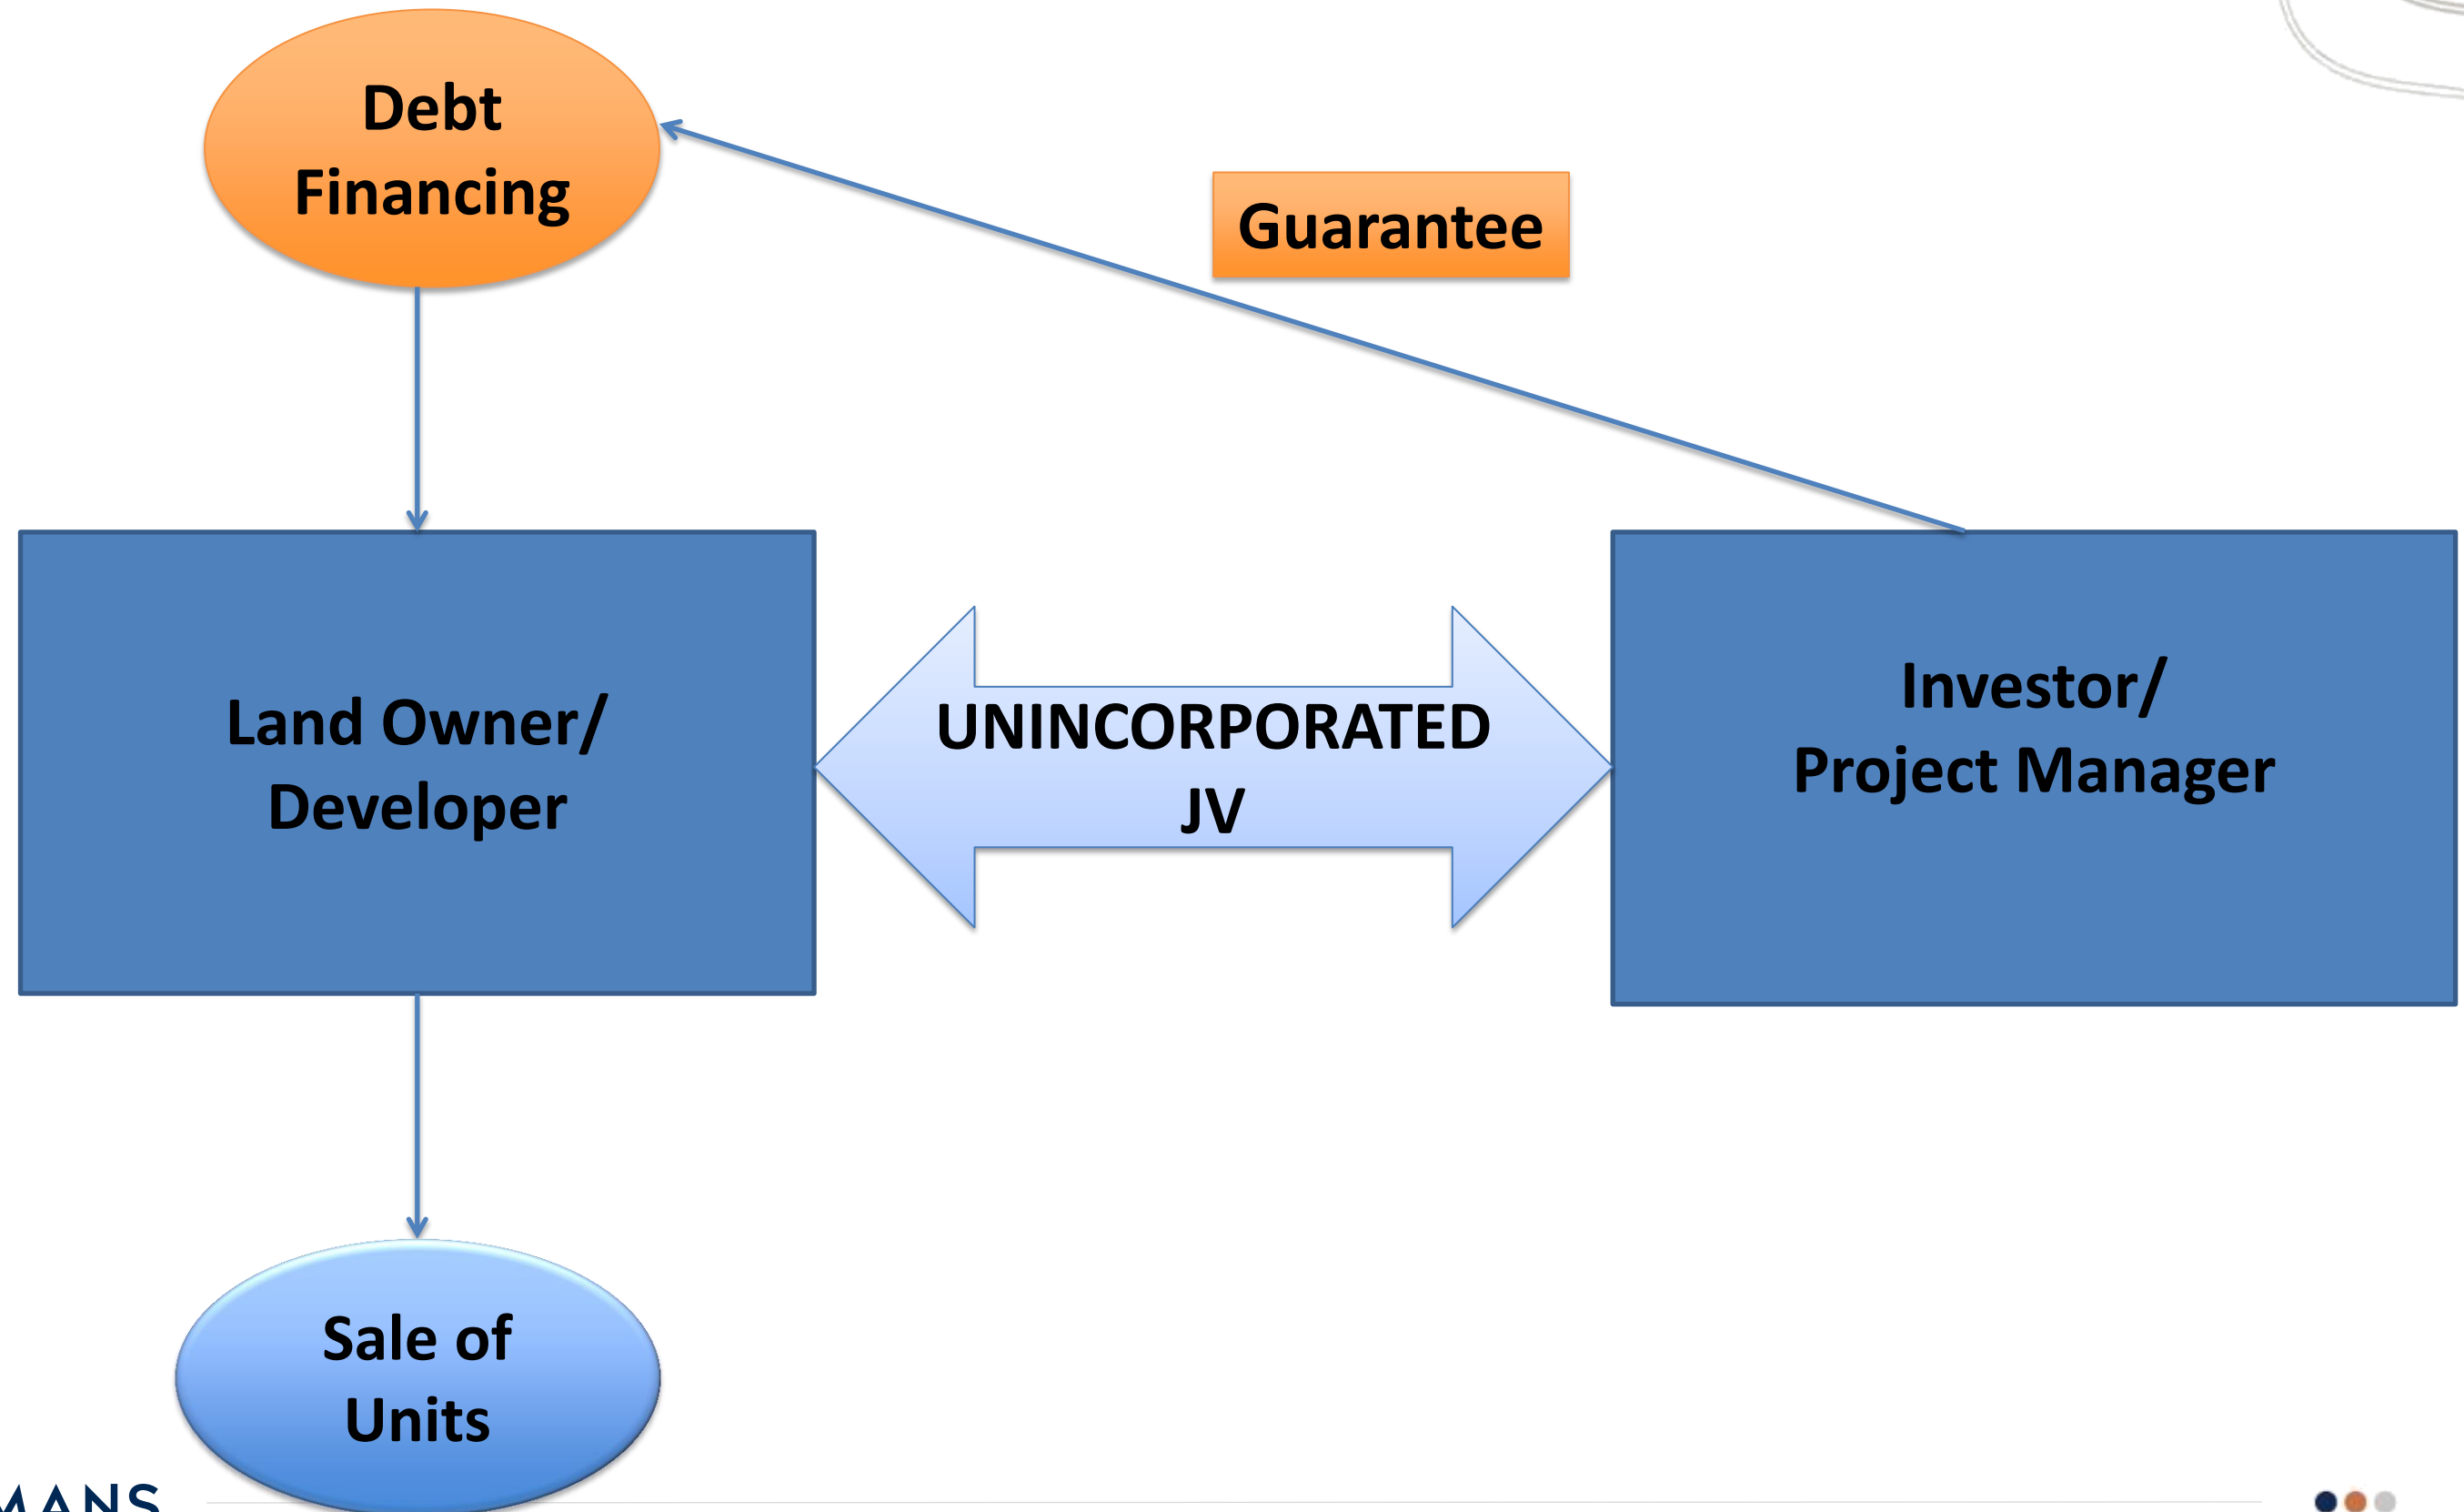 Debt
Financing
Guarantee
Land Owner/
Developer
UNINCORPORATED
JV
Investor/
Project Manager
Sale of
Units